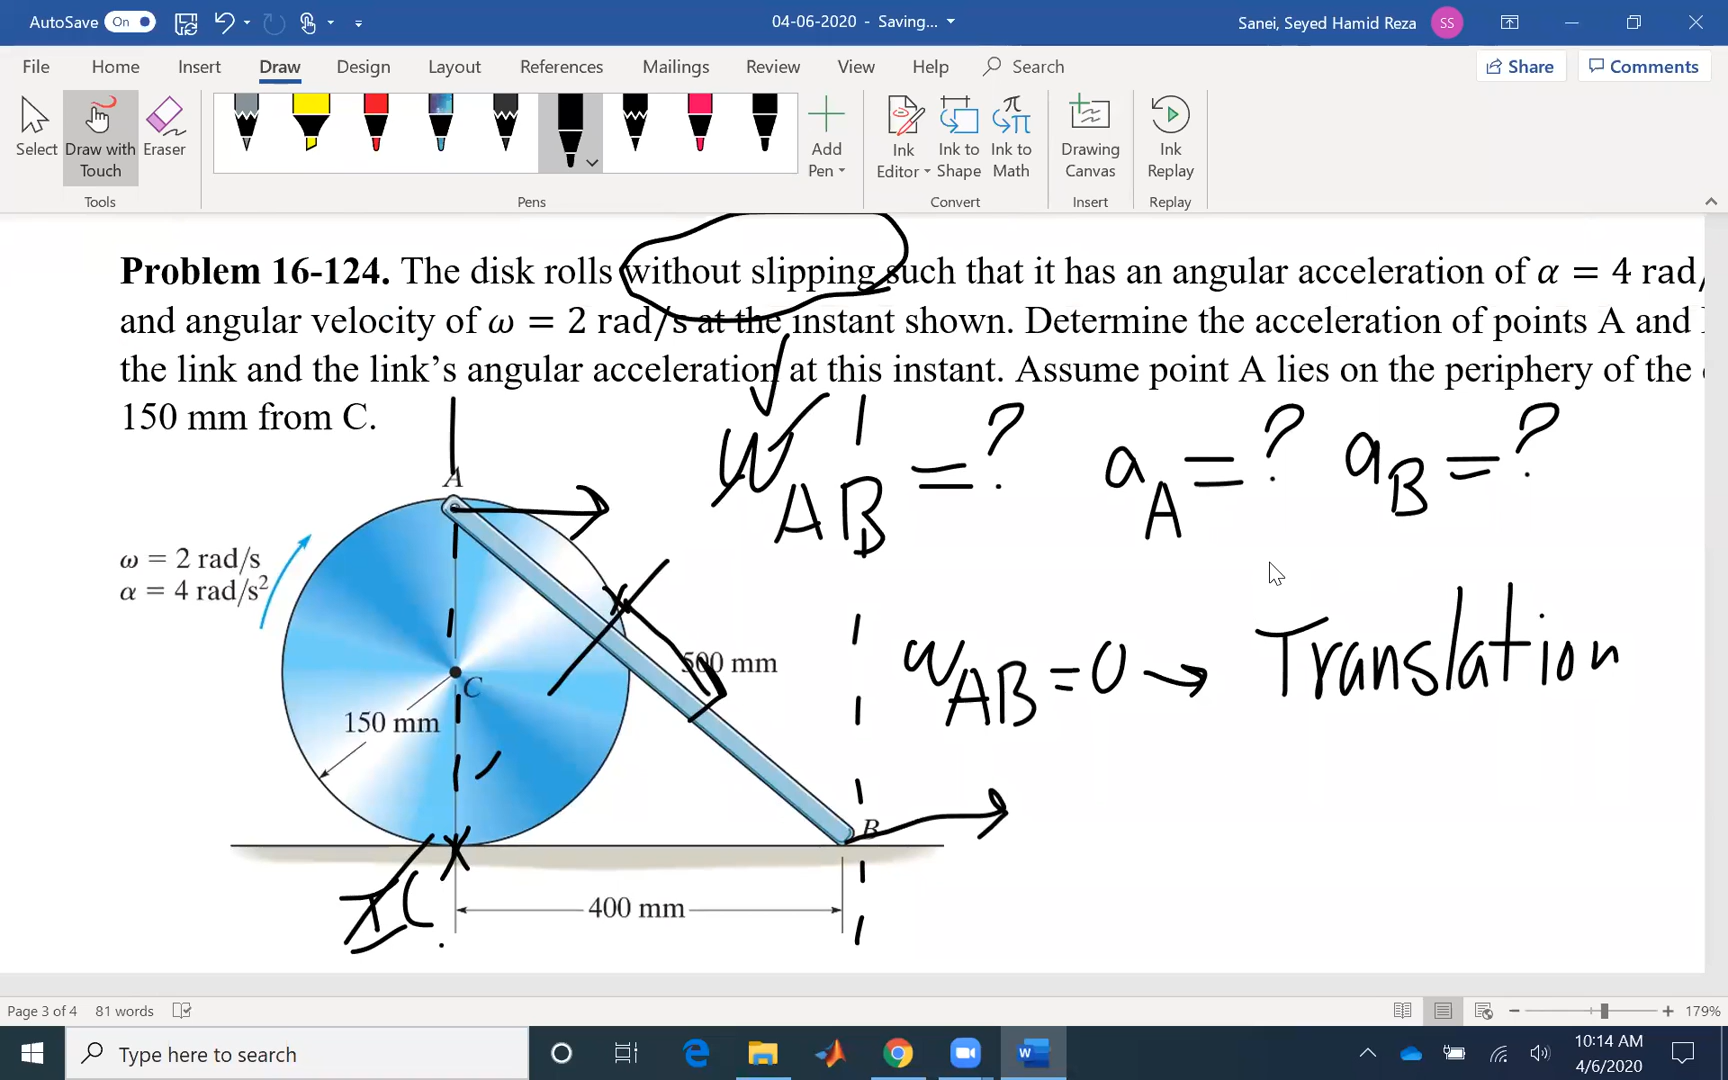 AutoSave On
04-06-2020 - Saving...
Sanei, Seyed Hamid Reza SS
File Home Insert Draw Design Layout References Mailings Review View Help Search Share Comments
Select
Draw with Touch
Eraser
Add Pen
Ink Editor
Ink to Shape
Ink to Math
Drawing Canvas
Ink Replay
Tools Pens Convert Insert Replay
Problem 16-124. The disk rolls without slipping such that it has an angular acceleration of α = 4 rad/
and angular velocity of ω = 2 rad/s at the instant shown. Determine the acceleration of points A and
the link and the link's angular acceleration at this instant. Assume point A lies on the periphery of the
150 mm from C.
ω_AB = ? a_A = ? a_B = ?
A
ω = 2 rad/s
α = 4 rad/s²
500 mm
ω_AB = 0 → Translation
C
150 mm
B
IC
400 mm
Page 3 of 4 81 words 179%
Type here to search
10:14 AM
4/6/2020